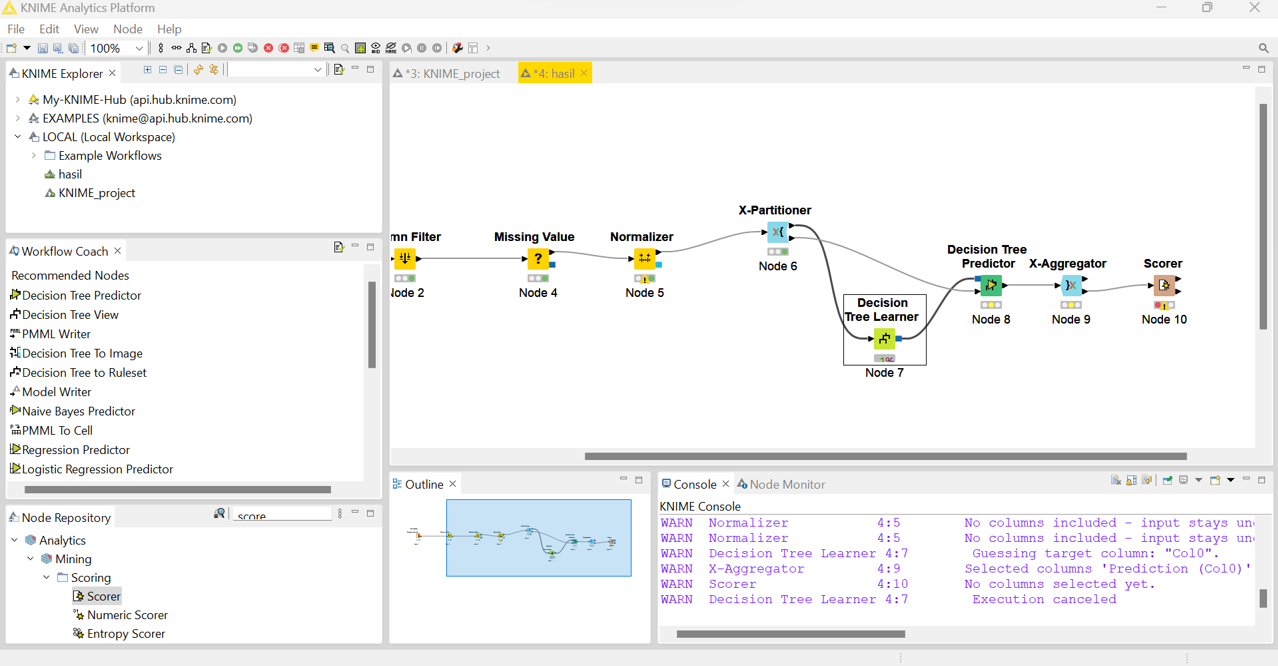 KNIME Analytics Platform
File Edit View Node Help
100%
KNIME Explorer
My-KNIME-Hub (api.hub.knime.com)
EXAMPLES (knime@api.hub.knime.com)
LOCAL (Local Workspace)
Example Workflows
hasil
KNIME_project
Workflow Coach
Recommended Nodes
Decision Tree Predictor
Decision Tree View
PMML Writer
Decision Tree To Image
Decision Tree to Ruleset
Model Writer
Naive Bayes Predictor
PMML To Cell
Regression Predictor
Logistic Regression Predictor
Node Repository
score
Analytics
Mining
Scoring
Scorer
Numeric Scorer
Entropy Scorer
*3: KNIME_project
*4: hasil
mn Filter
Node 2
Missing Value
Node 4
Normalizer
Node 5
X-Partitioner
Node 6
Decision
Tree Learner
1%
Node 7
Decision Tree
Predictor
Node 8
X-Aggregator
Node 9
Scorer
Node 10
Outline
Console
Node Monitor
KNIME Console
WARN Normalizer 4:5 No columns included - input stays un
WARN Normalizer 4:5 No columns included - input stays un
WARN Decision Tree Learner 4:7 Guessing target column: "Col0".
WARN X-Aggregator 4:9 Selected columns 'Prediction (Col0)'
WARN Scorer 4:10 No columns selected yet.
WARN Decision Tree Learner 4:7 Execution canceled